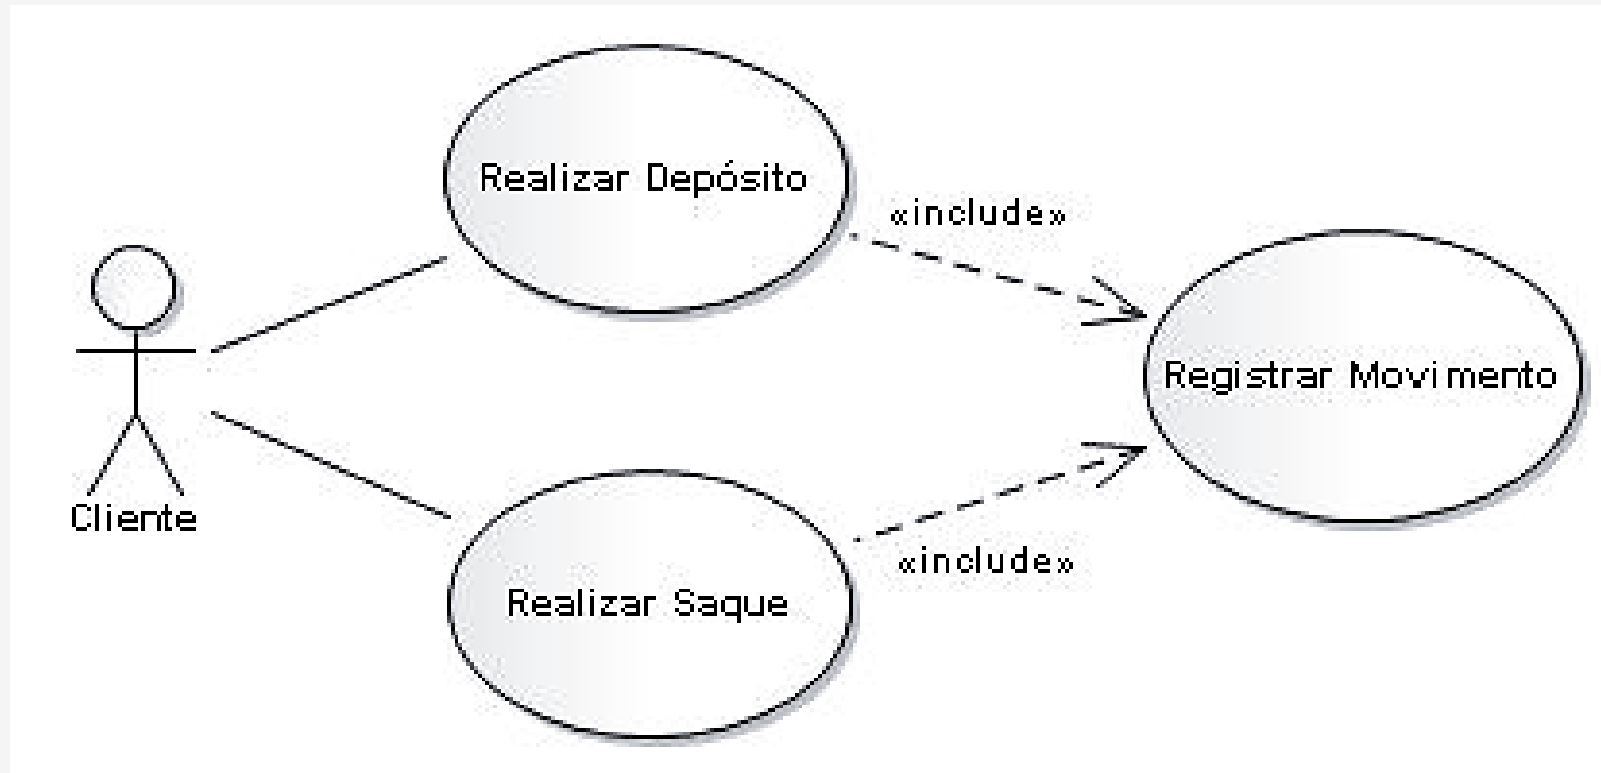 Realizar Depósito
«include»
Registrar Movimento
Cliente
«include»
Realizar Saque